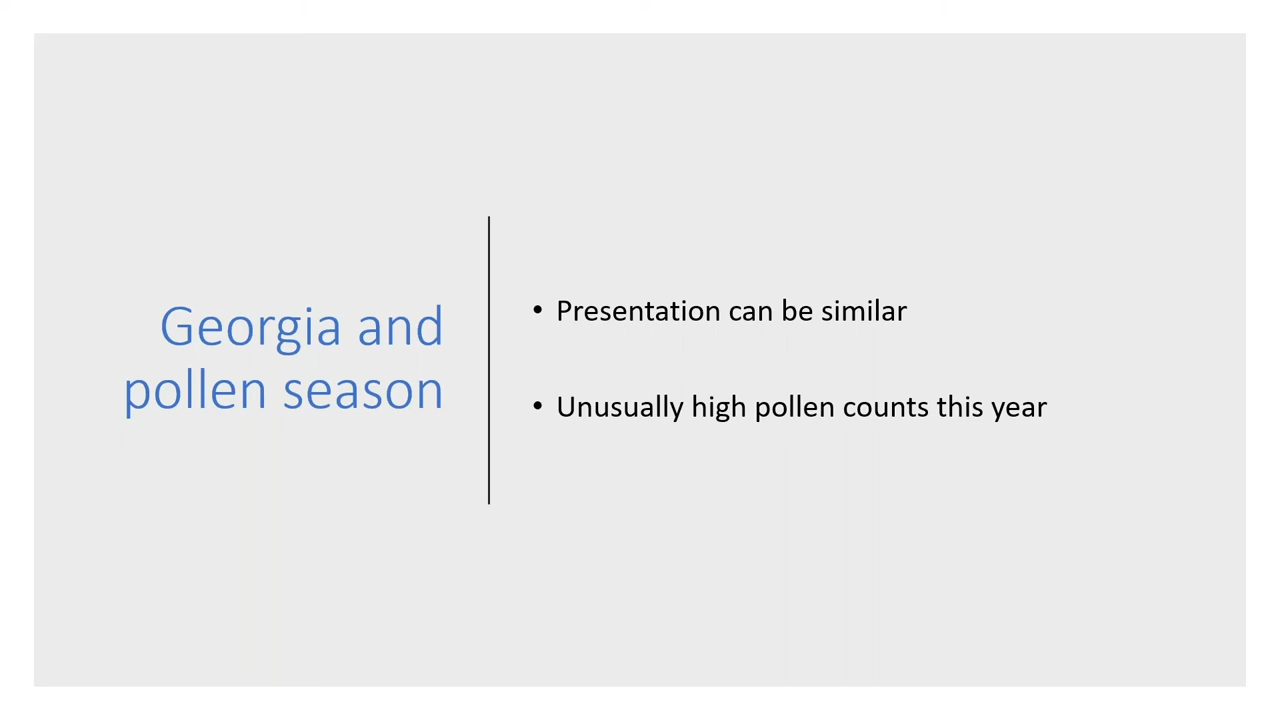 Georgia and
pollen season
• Presentation can be similar
• Unusually high pollen counts this year